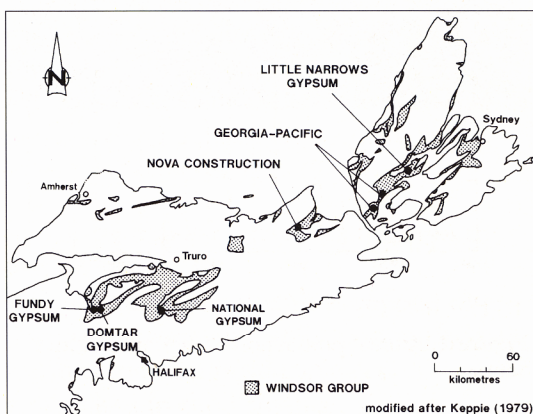 N
LITTLE NARROWS
GYPSUM
Sydney
GEORGIA-PACIFIC
NOVA CONSTRUCTION
Amherst
Truro
FUNDY
GYPSUM
DOMTAR
GYPSUM
NATIONAL
GYPSUM
HALIFAX
0 60
kilometres
WINDSOR GROUP
modified after Keppie (1979)